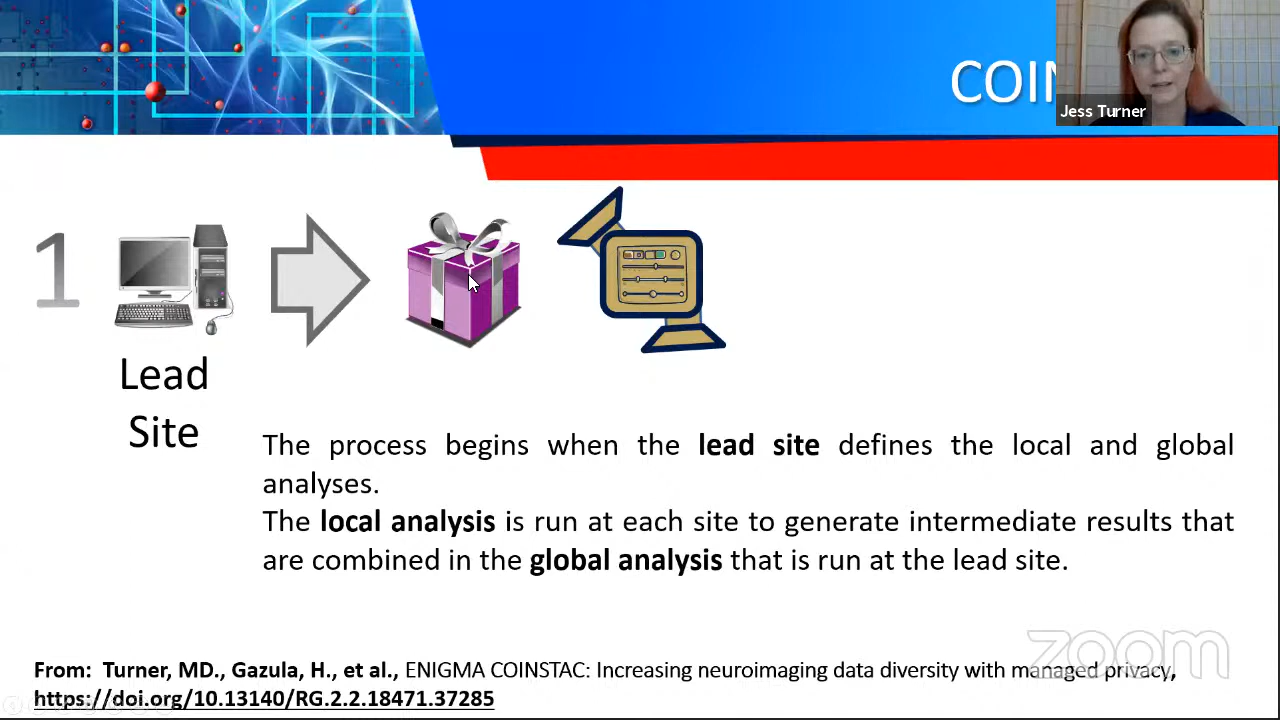 COIN
Jess Turner
1
Lead
Site
The process begins when the lead site defines the local and global
analyses.
The local analysis is run at each site to generate intermediate results that
are combined in the global analysis that is run at the lead site.
zoom
From: Turner, MD., Gazula, H., et al., ENIGMA COINSTAC: Increasing neuroimaging data diversity with managed privacy,
https://doi.org/10.13140/RG.2.2.18471.37285